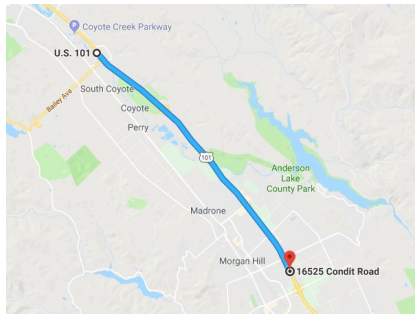 Coyote Creek Parkway
U.S. 101
Bailey Ave
South Coyote
Coyote
Perry
101
Anderson
Lake
County Park
Madrone
Morgan Hill
16525 Condit Road